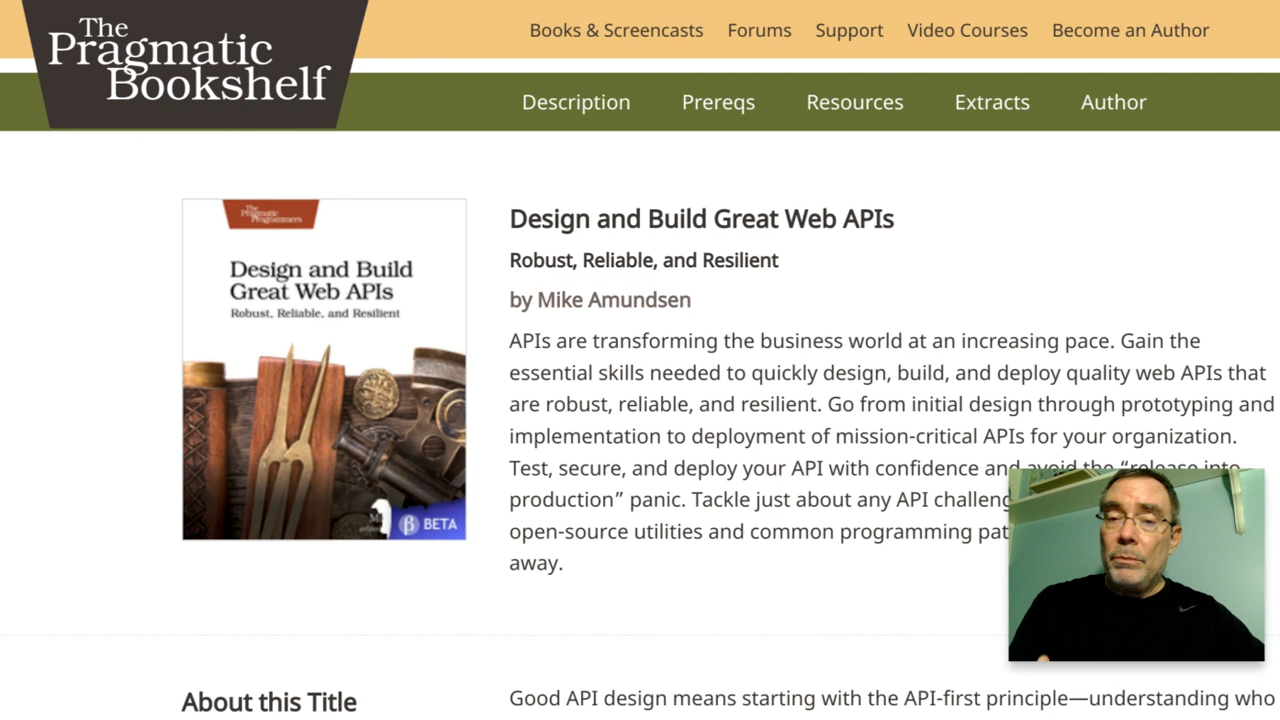 The
Pragmatic
Bookshelf
Books & Screencasts Forums Support Video Courses Become an Author
Description Prereqs Resources Extracts Author
The
Pragmatic
Programmers
Design and Build
Great Web APIs
Robust, Reliable, and Resilient
β BETA
Design and Build Great Web APIs
Robust, Reliable, and Resilient
by Mike Amundsen
APIs are transforming the business world at an increasing pace. Gain the
essential skills needed to quickly design, build, and deploy quality web APIs that
are robust, reliable, and resilient. Go from initial design through prototyping and
implementation to deployment of mission-critical APIs for your organization.
Test, secure, and deploy your API with confidence and avoid the “release into
production” panic. Tackle just about any API challeng
open-source utilities and common programming pat
away.
About this Title
Good API design means starting with the API-first principle—understanding who